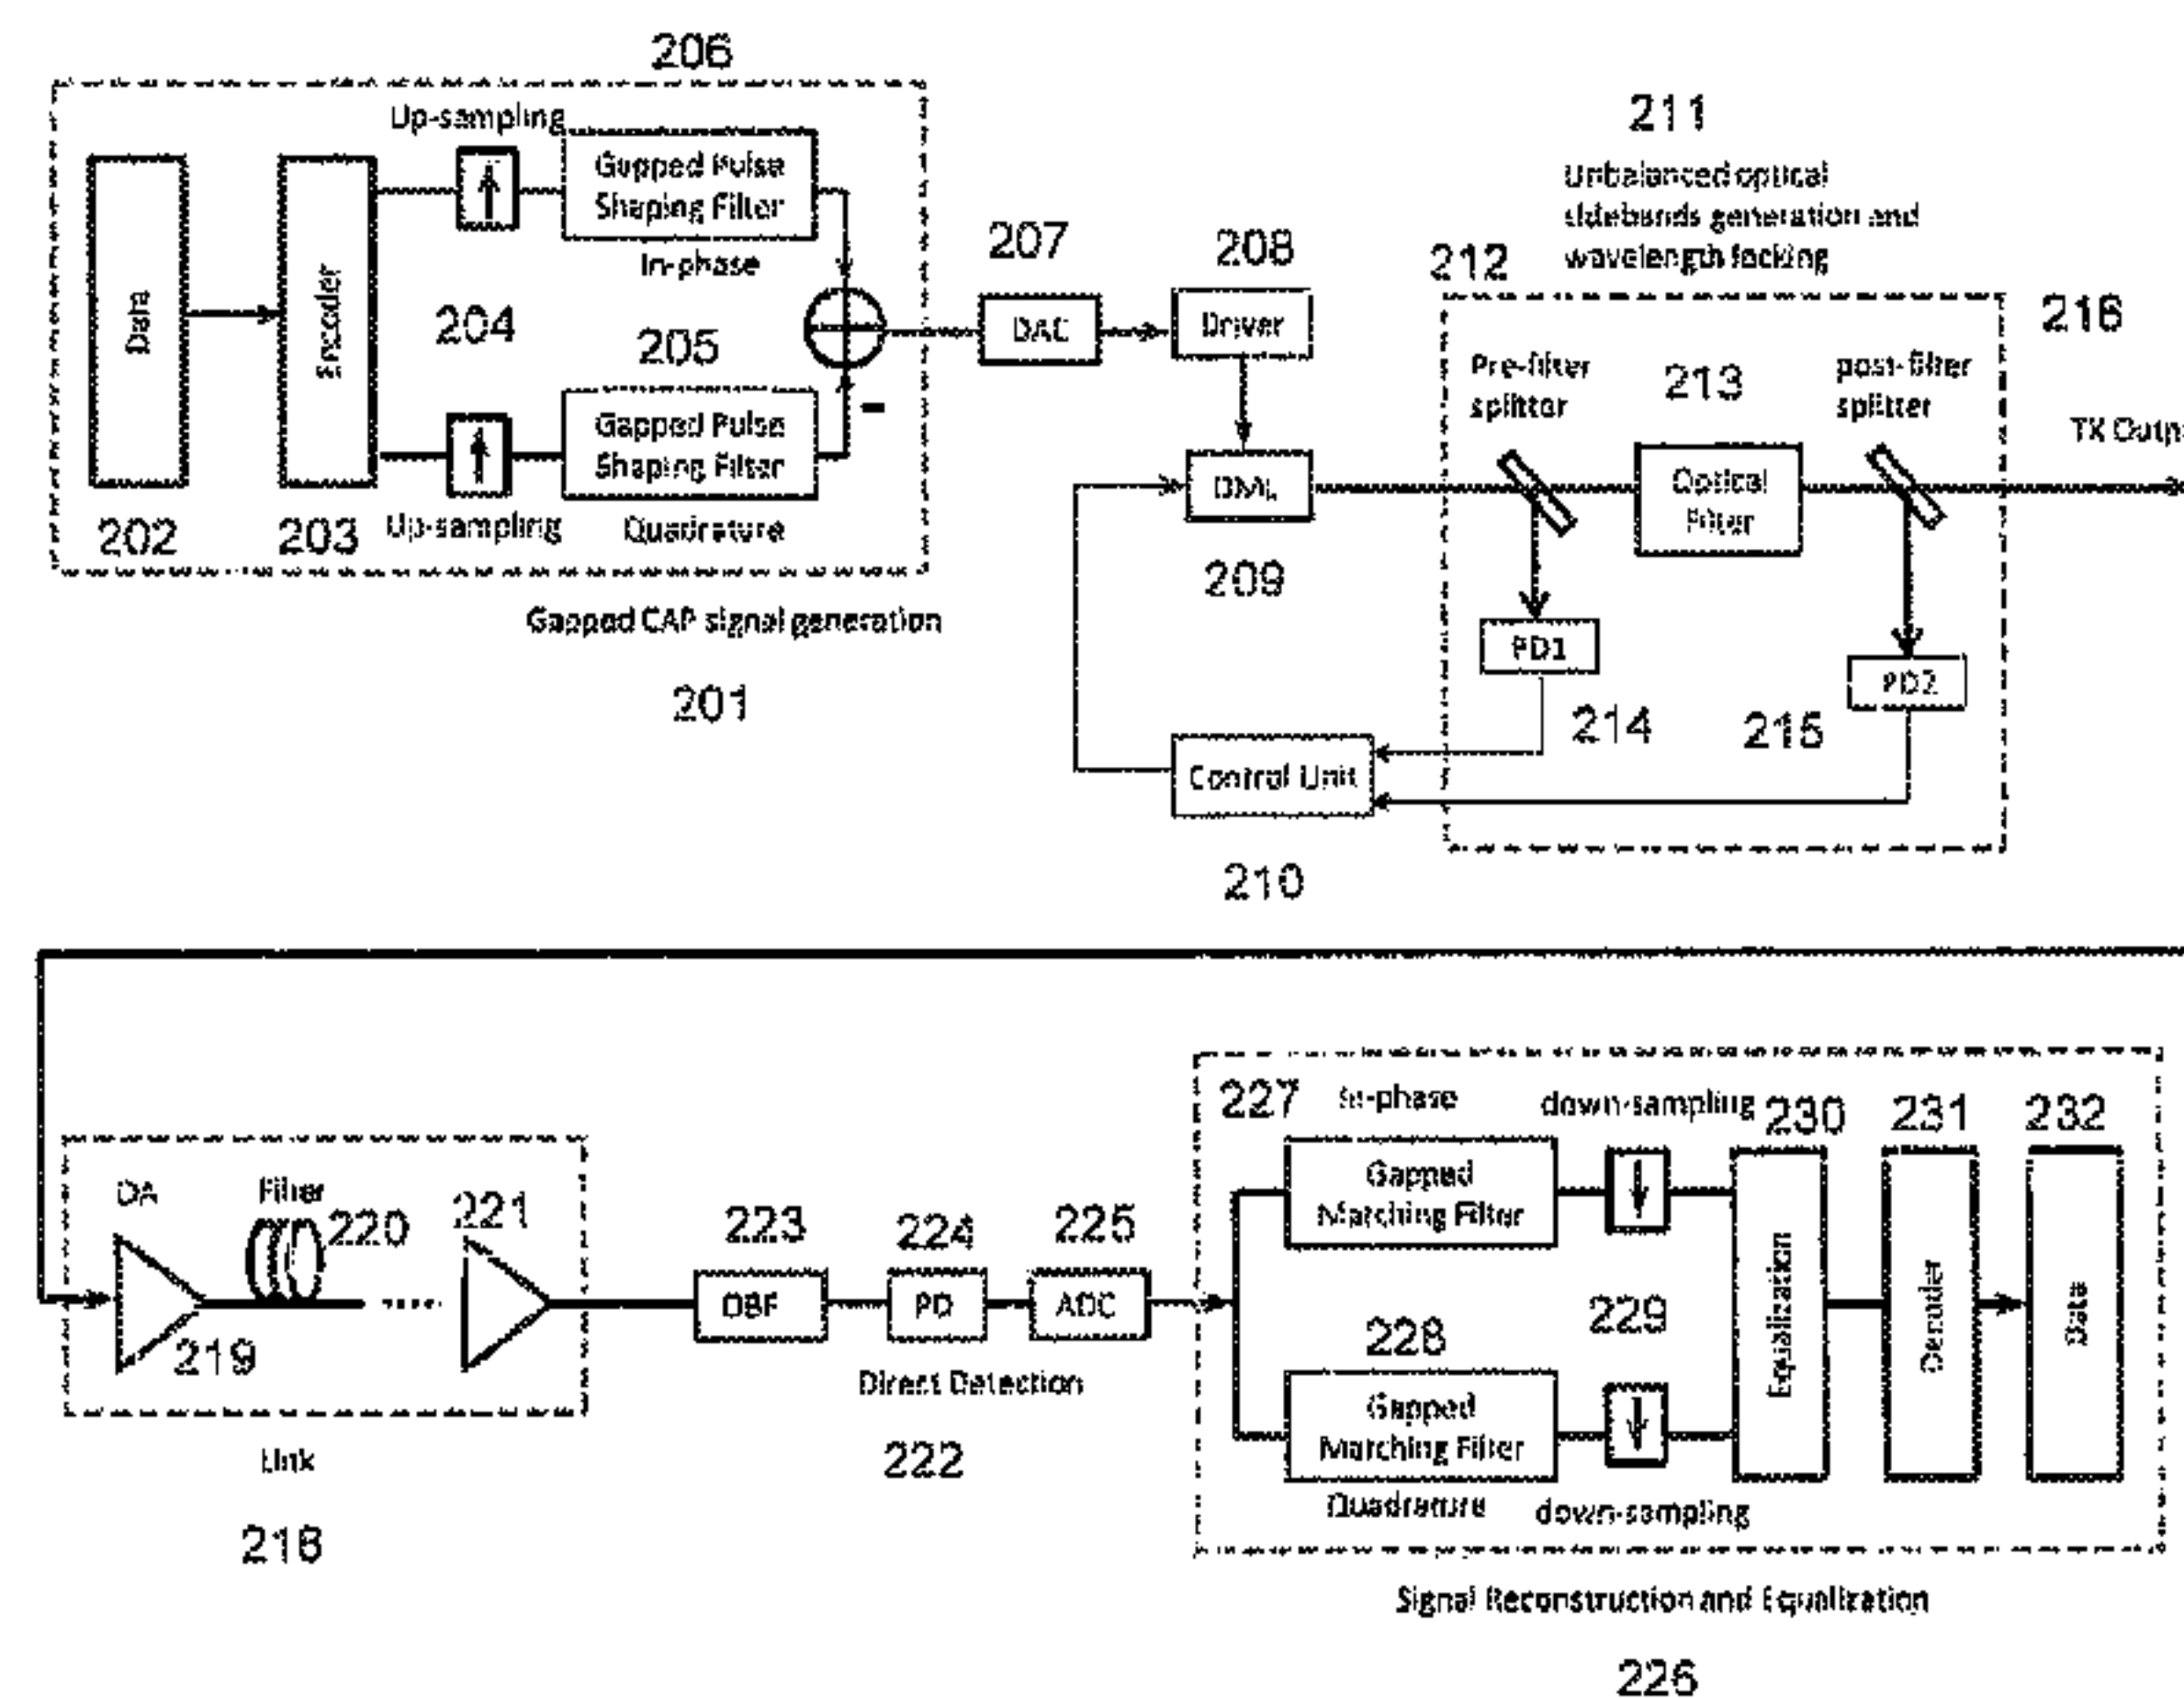 206
Up-sampling
Gapped Pulse
Shaping Filter
In-phase
Data
Encoder
204
205
Gapped Pulse
Shaping Filter
-
202
203
Up-sampling
Quadrature
Gapped CAP signal generation
201
207
DAC
208
Driver
DML
209
Control Unit
210
211
Unbalanced optical
sidebands generation and
wavelength locking
212
Pre-filter
splitter
213
Optical
Filter
post-filter
splitter
216
TX Outp
PD1
214
PD2
215
OA
Filter
220
219
221
Link
218
223
OBF
224
PD
225
ADC
Direct Detection
222
227
In-phase
Gapped
Matching Filter
down-sampling
228
Gapped
Matching Filter
Quadrature
229
down-sampling
230
Equalization
231
Decoder
232
Data
Signal Reconstruction and Equalization
226